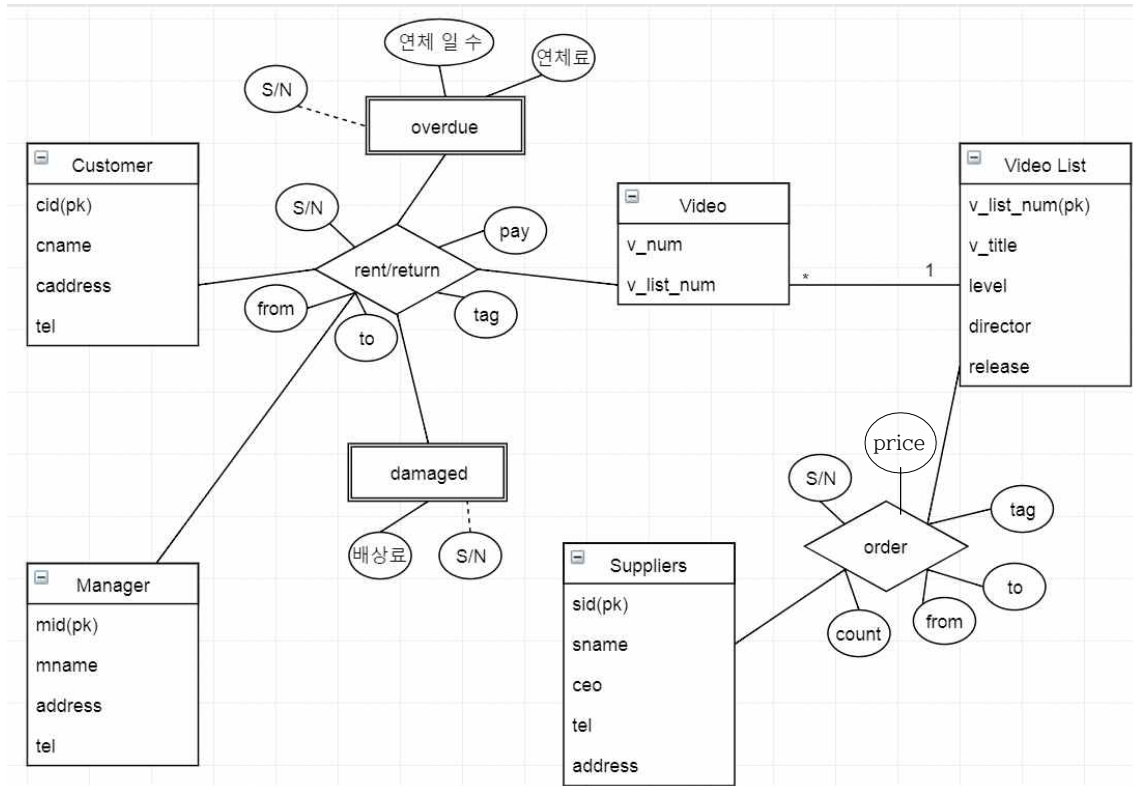 연체 일 수
연체료
S/N
overdue
Customer
cid(pk)
cname
caddress
tel
S/N
pay
rent/return
from
to
tag
Video
v_num
v_list_num
*
1
Video List
v_list_num(pk)
v_title
level
director
release
damaged
배상료
S/N
price
S/N
tag
order
to
from
count
Manager
mid(pk)
mname
address
tel
Suppliers
sid(pk)
sname
ceo
tel
address